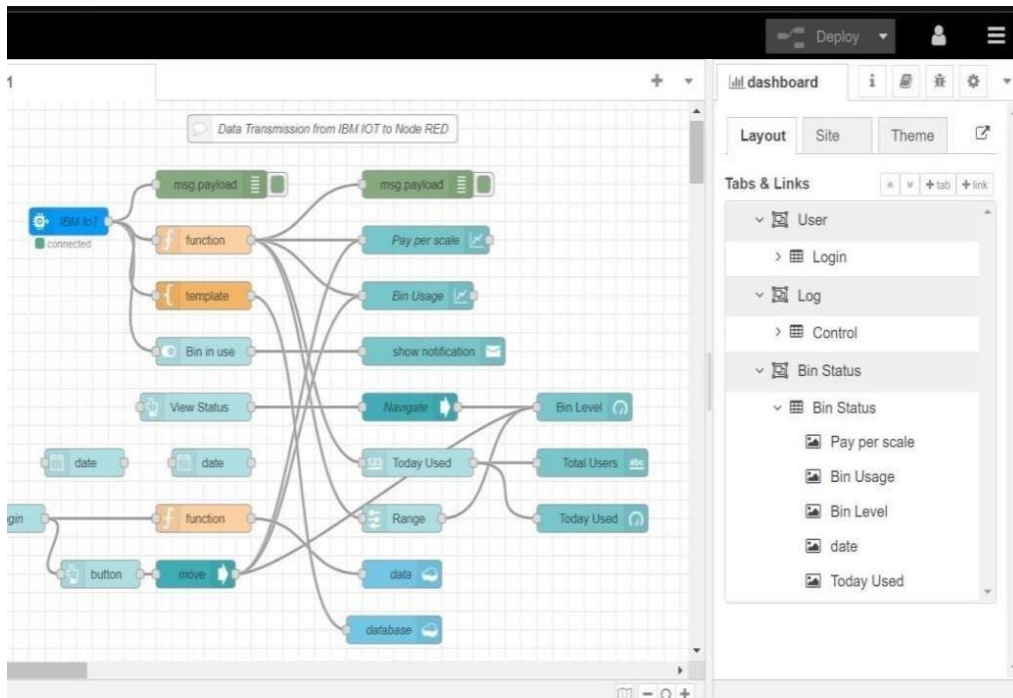 Deploy
1
dashboard
i
Data Transmission from IBM IOT to Node RED
Layout
Site
Theme
msg.payload
msg.payload
Tabs & Links
tab
link
IBM IoT
connected
function
Pay per scale
User
Login
template
Bin Usage
Log
Bin in use
show notification
Control
View Status
Navigate
Bin Level
Bin Status
Bin Status
date
date
123
Today Used
Total Users
abc
Pay per scale
Bin Usage
gin
function
Range
Today Used
Bin Level
date
button
move
data
Today Used
database